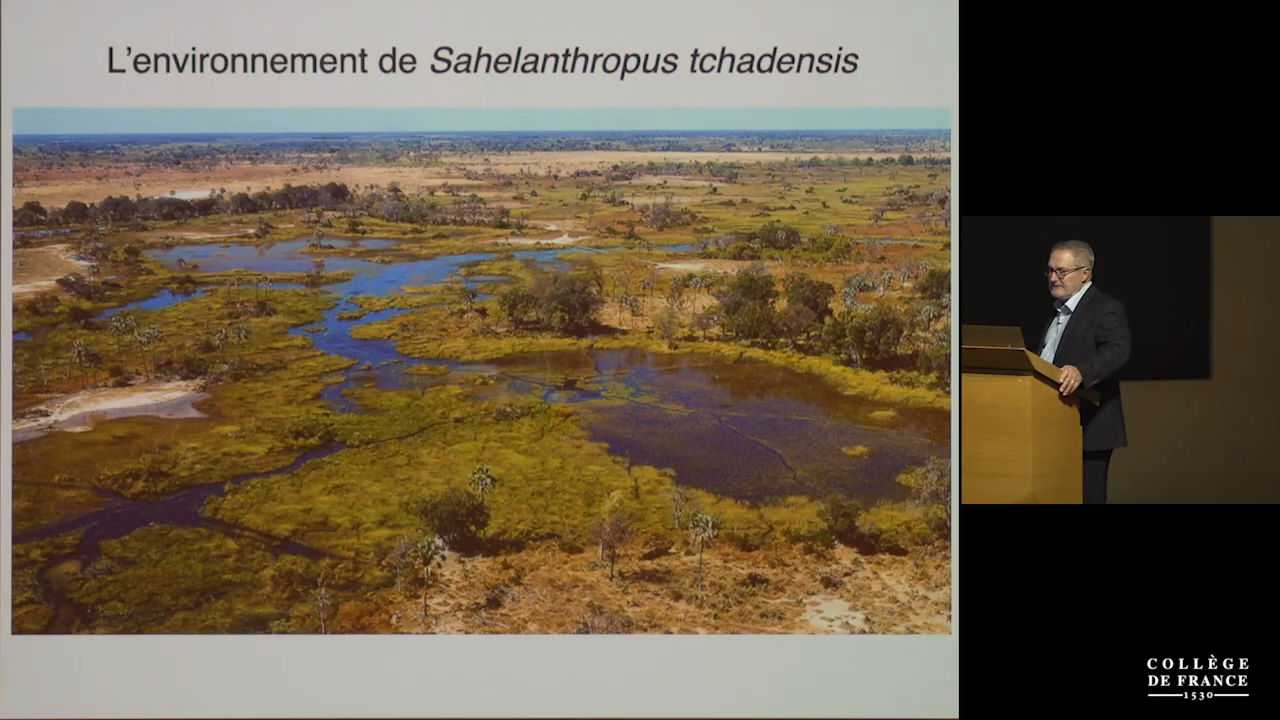 L'environnement de Sahelanthropus tchadensis
COLLÈGE
DE FRANCE
1530